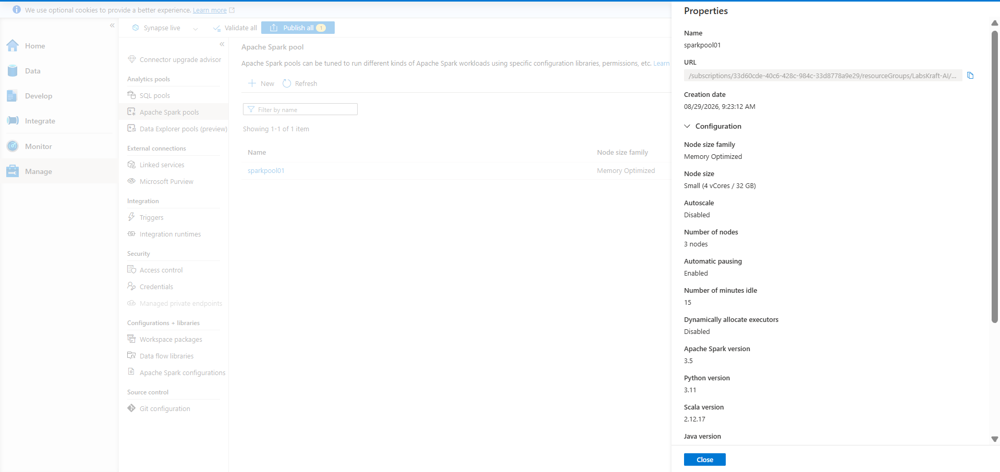 We use optional cookies to provide a better experience. Learn more
Home
Data
Develop
Integrate
Monitor
Manage
Synapse live
Validate all
Publish all 1
Connector upgrade advisor
Analytics pools
SQL pools
Apache Spark pools
Data Explorer pools (preview)
External connections
Linked services
Microsoft Purview
Integration
Triggers
Integration runtimes
Security
Access control
Credentials
Managed private endpoints
Configurations + libraries
Workspace packages
Data flow libraries
Apache Spark configurations
Source control
Git configuration
Apache Spark pool
Apache Spark pools can be tuned to run different kinds of Apache Spark workloads using specific configuration libraries, permissions, etc. Learn
New
Refresh
Filter by name
Showing 1-1 of 1 item
Name
Node size family
sparkpool01
Memory Optimized
Properties
Name
sparkpool01
URL
/subscriptions/33d60cde-40c6-428c-984c-33d8778a9e29/resourceGroups/LabsKraft-AI/...
Creation date
08/29/2026, 9:23:12 AM
Configuration
Node size family
Memory Optimized
Node size
Small (4 vCores / 32 GB)
Autoscale
Disabled
Number of nodes
3 nodes
Automatic pausing
Enabled
Number of minutes idle
15
Dynamically allocate executors
Disabled
Apache Spark version
3.5
Python version
3.11
Scala version
2.12.17
Java version
Close